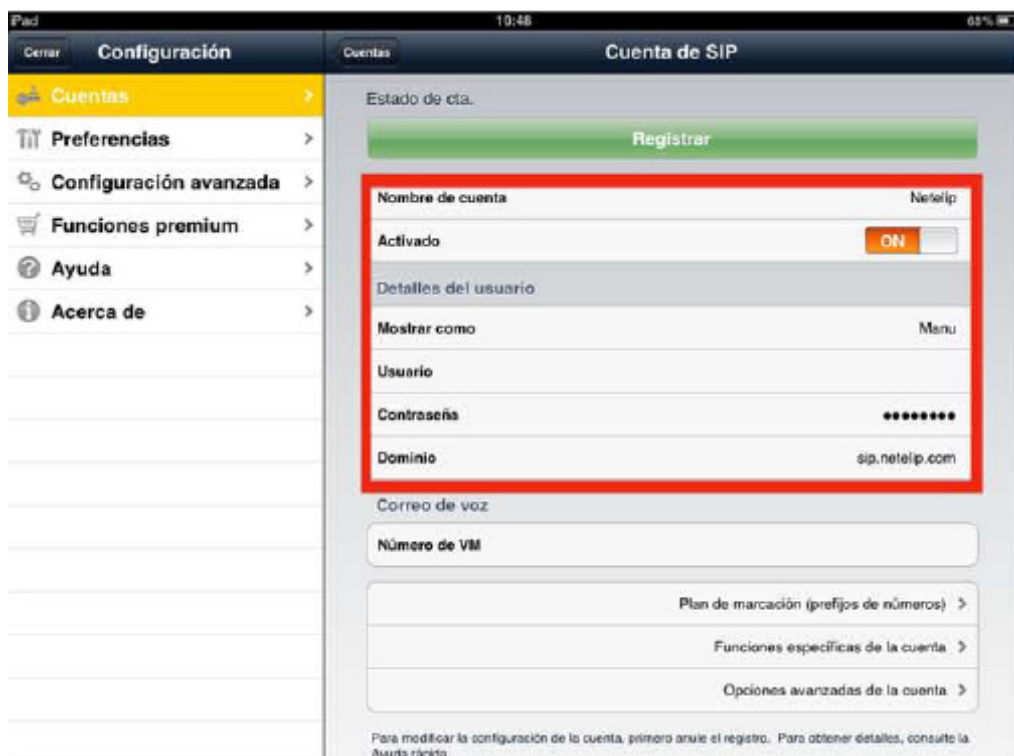 iPad 10:48 68%
Cerrar Configuración
Cuentas Cuenta de SIP
Cuentas
Preferencias
Configuración avanzada
Funciones premium
Ayuda
Acerca de
Estado de cta.
Registrar
Nombre de cuenta Netelip
Activado ON
Detalles del usuario
Mostrar como Manu
Usuario
Contraseña ••••••••
Dominio sip.netelip.com
Correo de voz
Número de VM
Plan de marcación (prefijos de números)
Funciones específicas de la cuenta
Opciones avanzadas de la cuenta
Para modificar la configuración de la cuenta, primero anule el registro. Para obtener detalles, consulte la
Ayuda rápida